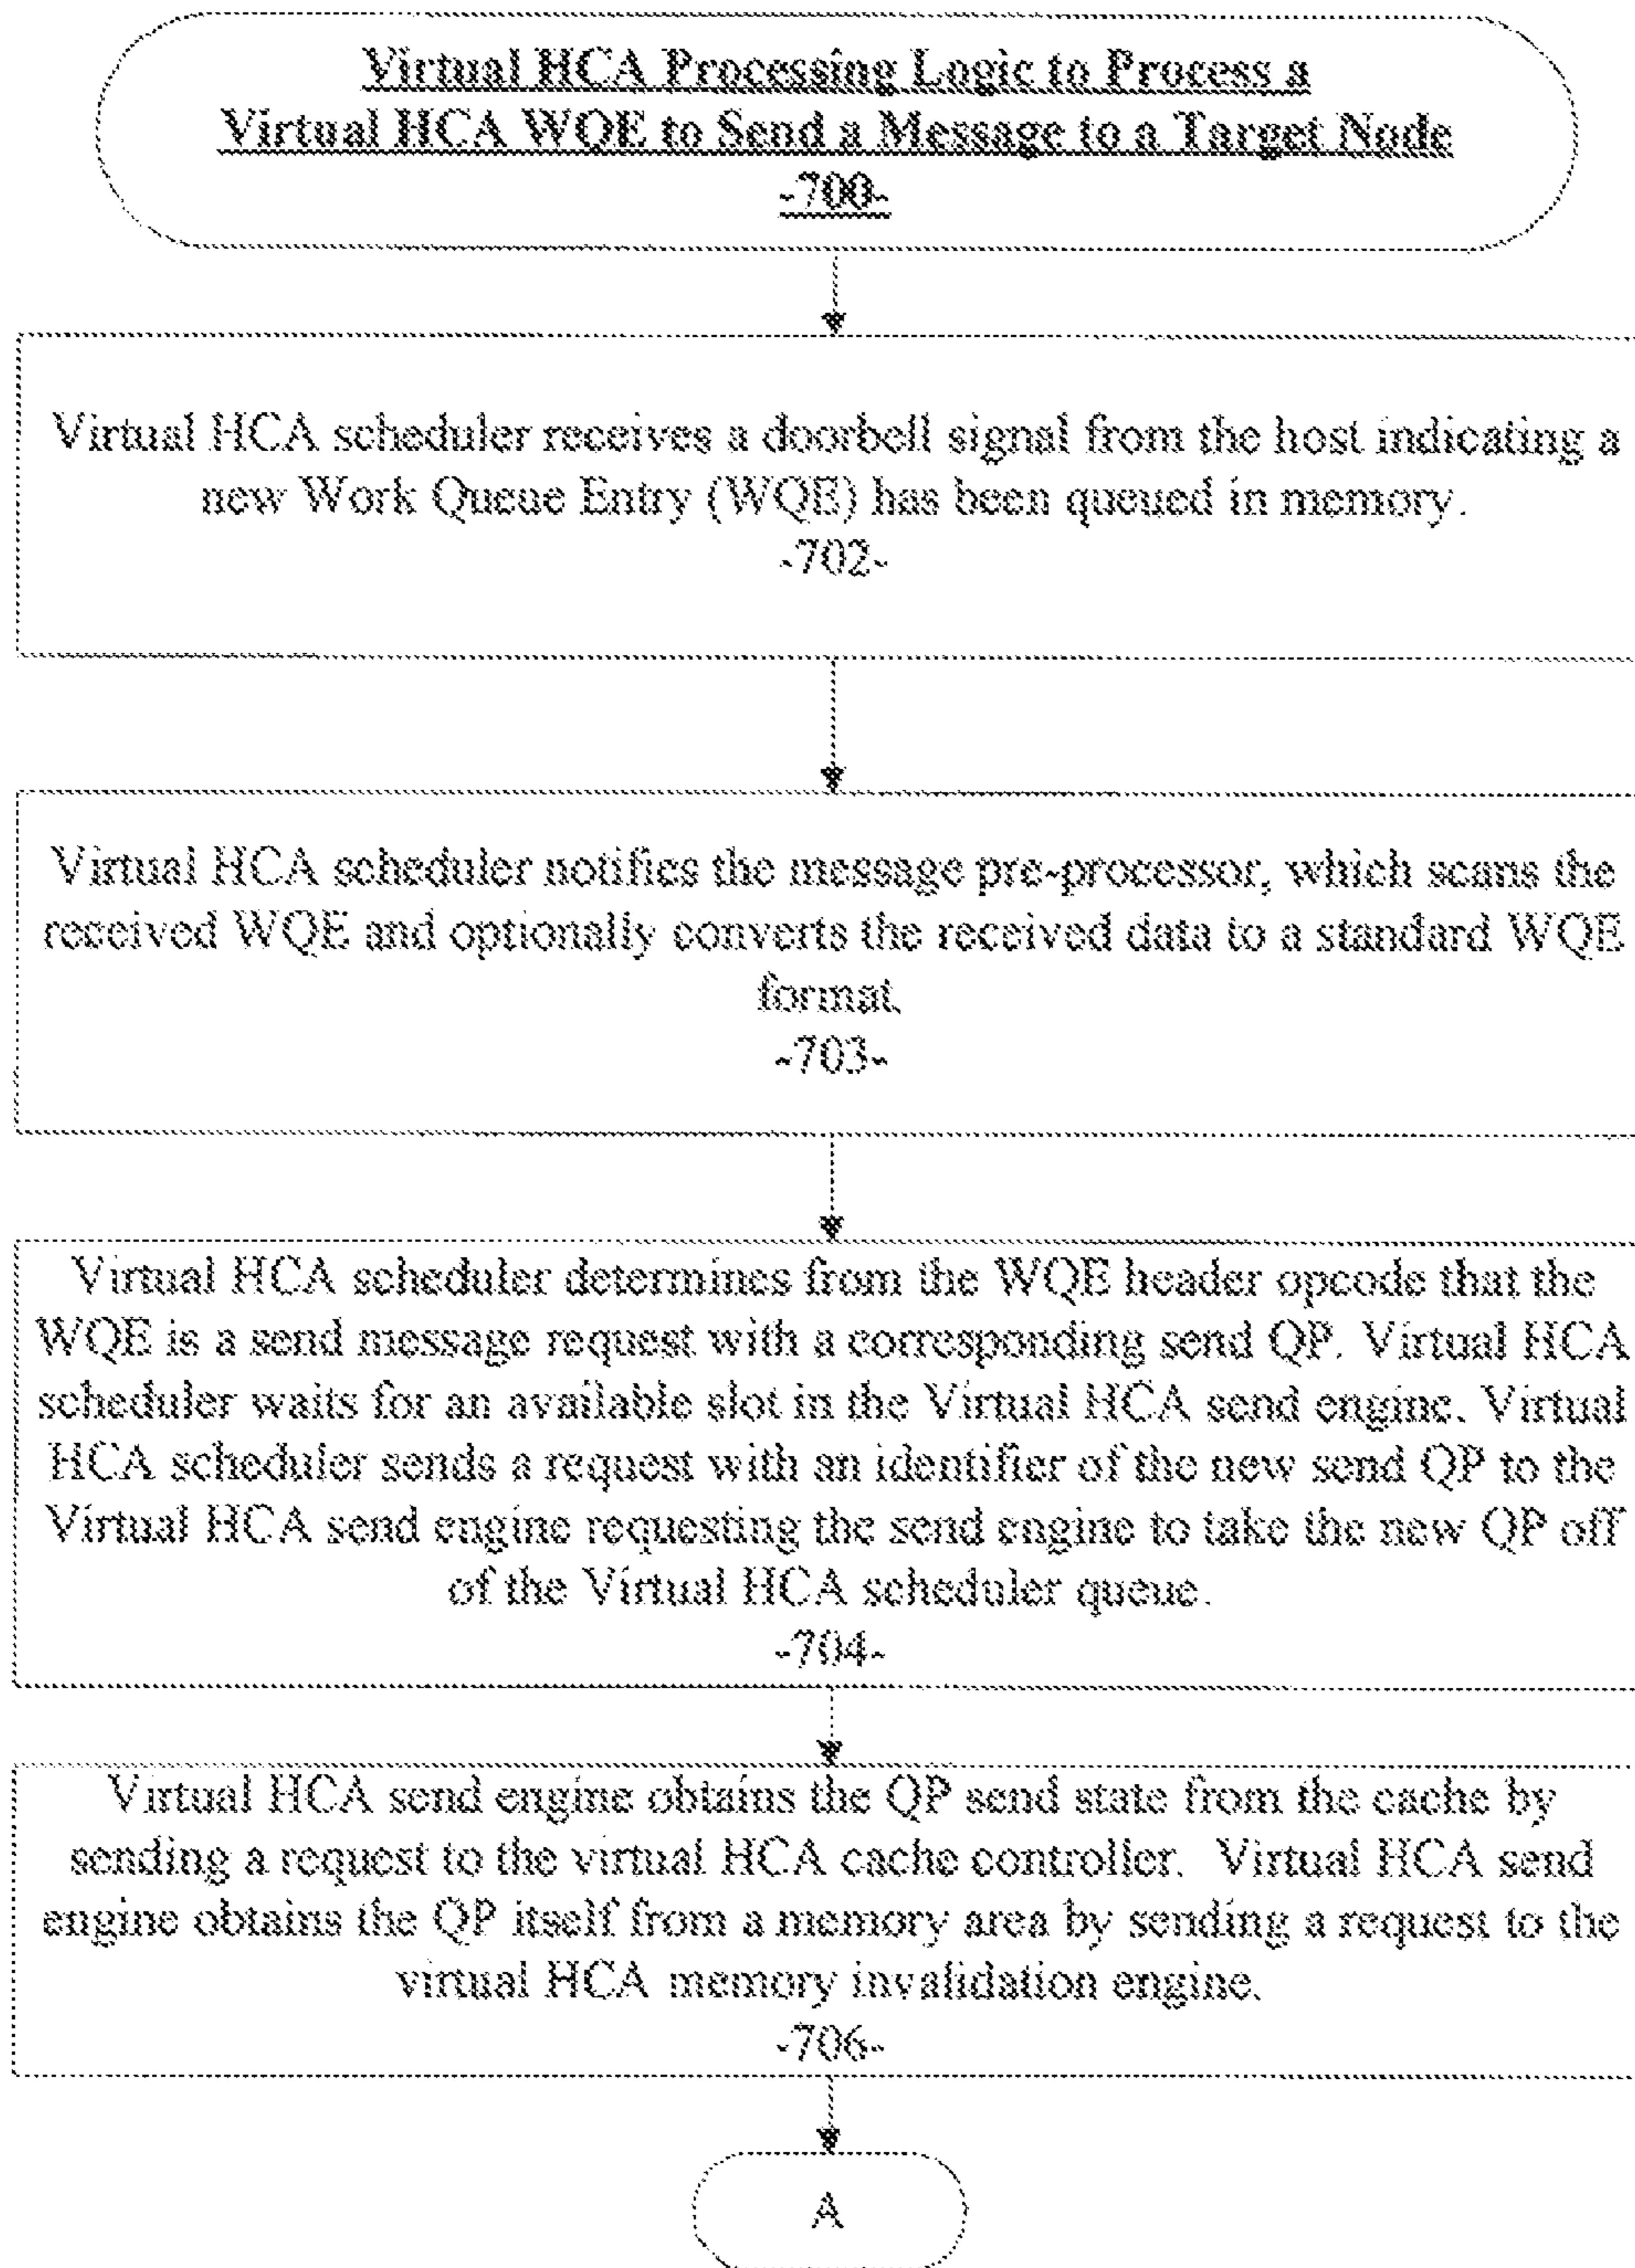 Virtual HCA Processing Logic to Process a
Virtual HCA WQE to Send a Message to a Target Node
-700-
Virtual HCA scheduler receives a doorbell signal from the host indicating a
new Work Queue Entry (WQE) has been queued in memory.
-702-
Virtual HCA scheduler notifies the message pre-processor, which scans the
received WQE and optionally converts the received data to a standard WQE
format.
-703-
Virtual HCA scheduler determines from the WQE header opcode that the
WQE is a send message request with a corresponding send QP. Virtual HCA
scheduler waits for an available slot in the Virtual HCA send engine. Virtual
HCA scheduler sends a request with an identifier of the new send QP to the
Virtual HCA send engine requesting the send engine to take the new QP off
of the Virtual HCA scheduler queue.
-704-
Virtual HCA send engine obtains the QP send state from the cache by
sending a request to the virtual HCA cache controller. Virtual HCA send
engine obtains the QP itself from a memory area by sending a request to the
virtual HCA memory invalidation engine.
-706-
A